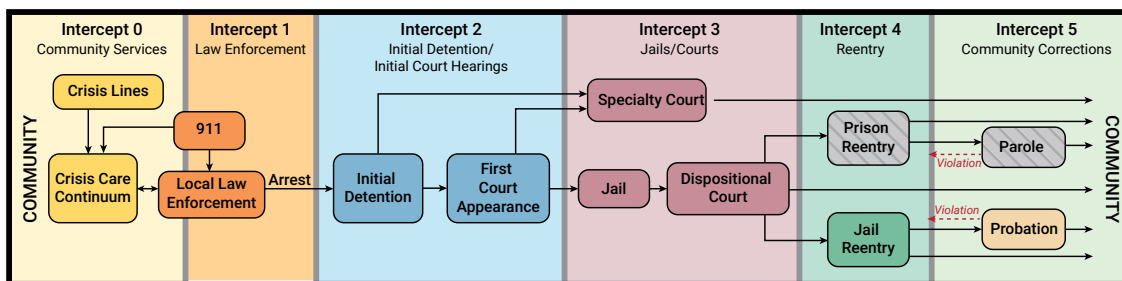 Intercept 0
Community Services
Intercept 1
Law Enforcement
Intercept 2
Initial Detention/
Initial Court Hearings
Intercept 3
Jails/Courts
Intercept 4
Reentry
Intercept 5
Community Corrections
COMMUNITY
Crisis Lines
911
Crisis Care
Continuum
Local Law
Enforcement
Arrest
Initial
Detention
First
Court
Appearance
Specialty Court
Jail
Dispositional
Court
Prison
Reentry
Violation
Parole
Jail
Reentry
Violation
Probation
COMMUNITY